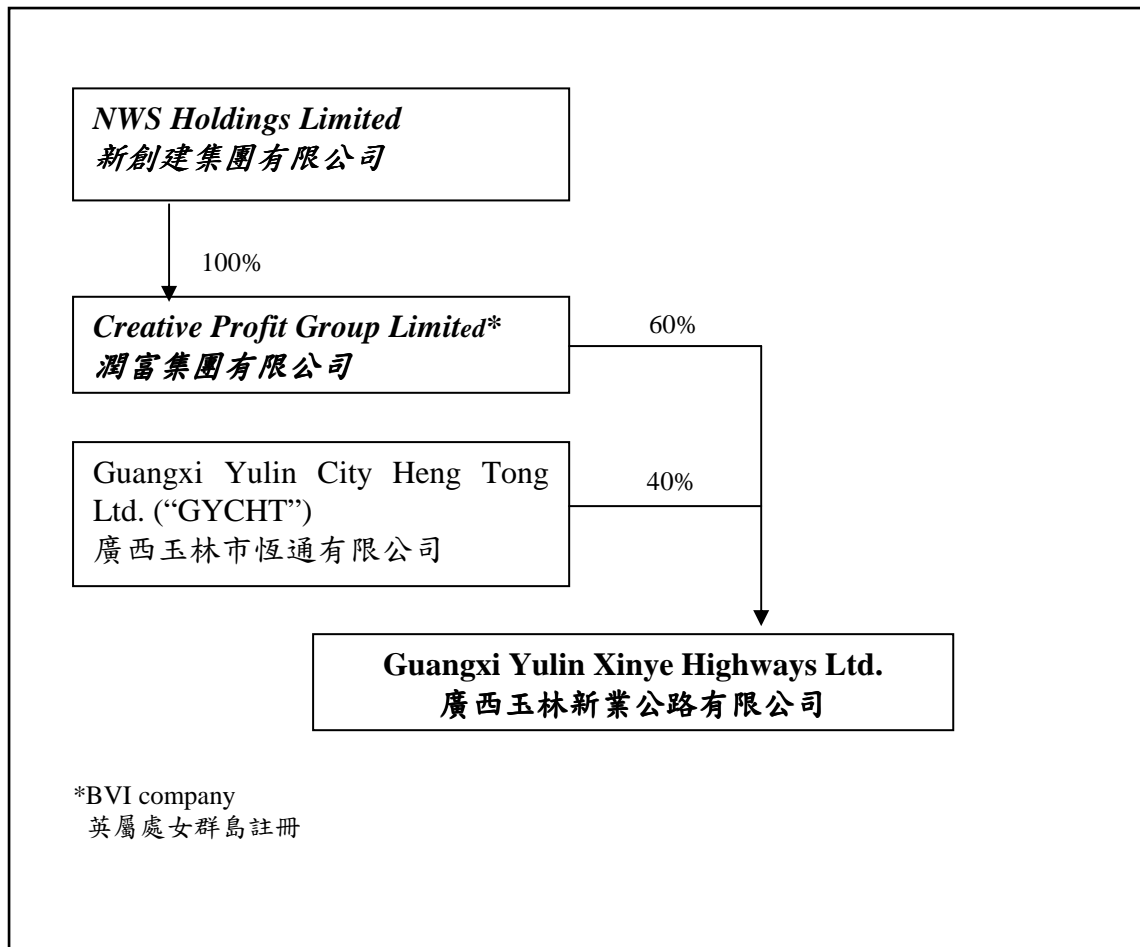 NWS Holdings Limited
新創建集團有限公司
100%
Creative Profit Group Limited*
潤富集團有限公司
60%
Guangxi Yulin City Heng Tong
Ltd. (“GYCHT”)
廣西玉林市恆通有限公司
40%
Guangxi Yulin Xinye Highways Ltd.
廣西玉林新業公路有限公司
*BVI company
英屬處女群島註冊